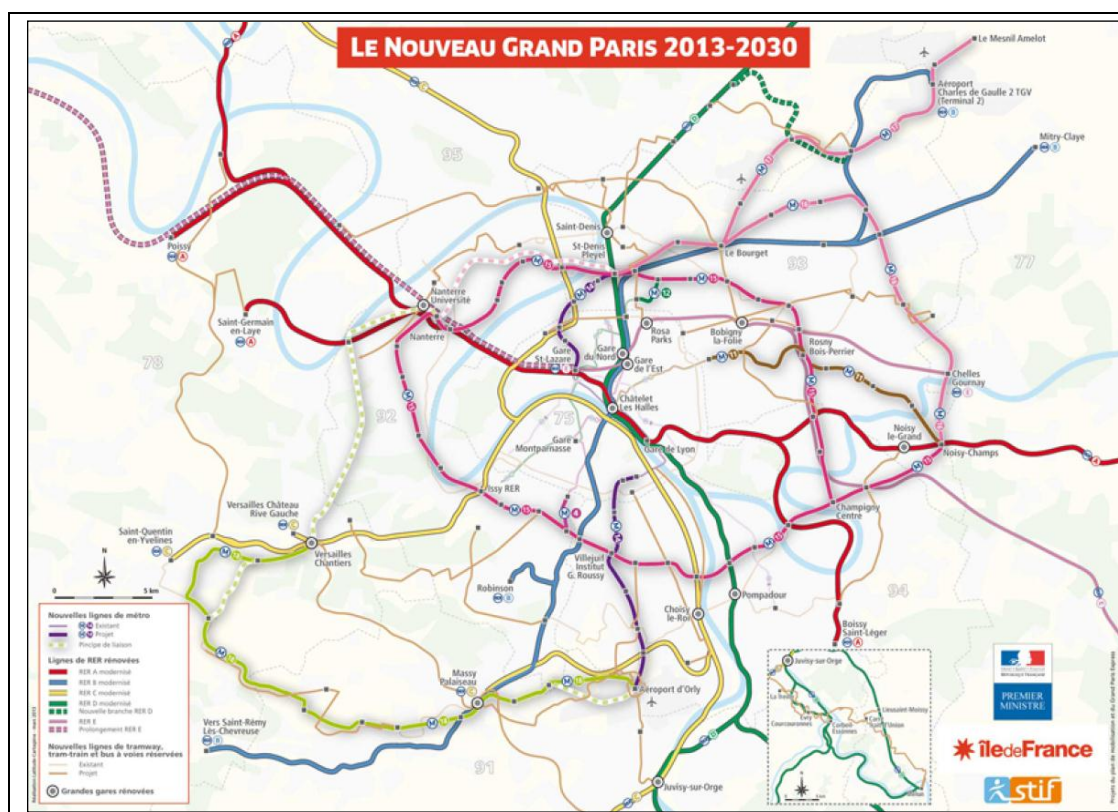 LE NOUVEAU GRAND PARIS 2013-2030
Le Mesnil Amelot
Aéroport
Charles de Gaulle 2 TGV
(Terminal 2)
Mitry-Claye
95
Saint-Denis
St-Denis
Pleyel
Le Bourget
93
77
Poissy
Nanterre
Université
Saint-Germain
en-Laye
Nanterre
Gare
St-Lazare
Gare
du Nord
Gare
de l'Est
Rosa
Parks
Bobigny
la-Folie
Rosny
Bois-Perrier
Chelles
Gournay
78
92
75
Châtelet
Les Halles
Gare
Montparnasse
Gare de Lyon
Noisy
le-Grand
Noisy-Champs
Issy RER
Champigny
Centre
Versailles Château
Rive Gauche
Saint-Quentin
en-Yvelines
Versailles
Chantiers
Villejuif
Institut
G. Roussy
Robinson
Choisy
le-Roi
Pompadour
94
Boissy
Saint-Léger
N
0 5 km
Nouvelles lignes de métro
Existant
Projet
Pincipe de liaison
Lignes de RER rénovées
RER A modernisé
RER B modernisé
RER C modernisé
RER D modernisé
Nouvelle branche RER D
RER E
Prolongement RER E
Nouvelles lignes de tramway,
tram-train et bus à voies réservées
Existant
Projet
Grandes gares rénovées
Massy
Palaiseau
Aéroport d'Orly
Vers Saint-Rémy
Lès-Chevreuse
91
Juvisy-sur-Orge
Juvisy-sur-Orge
Evry
Courcouronnes
Corbeil
Essonnes
PREMIER
MINISTRE
îledeFrance
stif